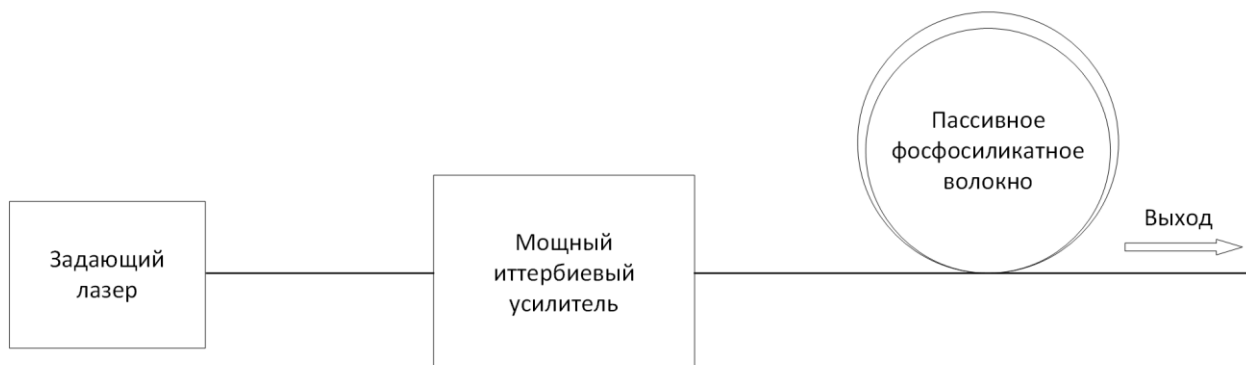 Задающий
лазер
Мощный
иттербиевый
усилитель
Пассивное
фосфосиликатное
волокно
Выход